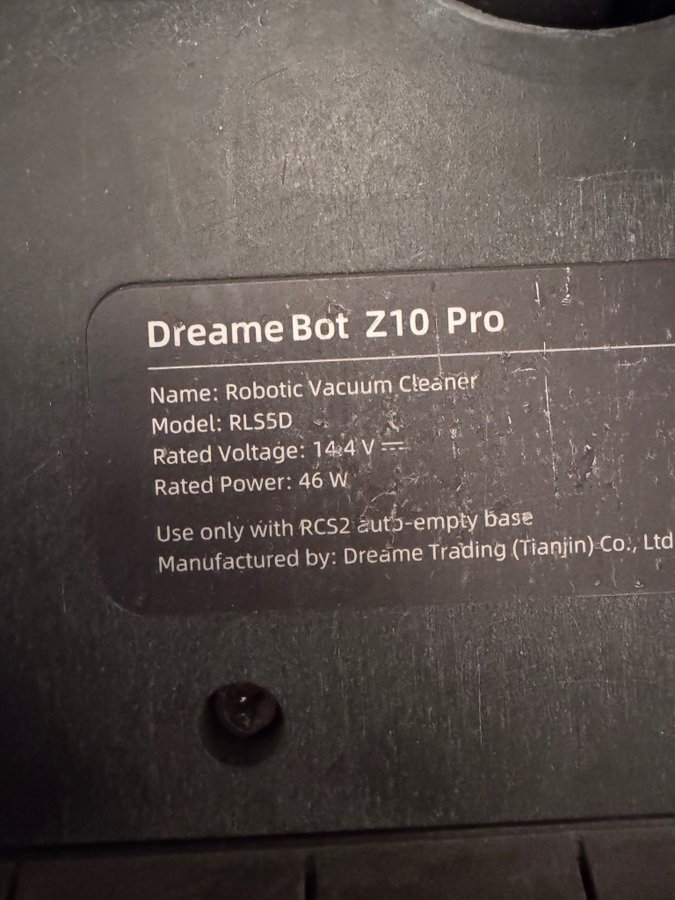 Dreame Bot Z10 Pro
Name: Robotic Vacuum Cleaner
Model: RLS5D
Rated Voltage: 14.4 V ⎓
Rated Power: 46 W
Use only with RCS2 auto-empty base
Manufactured by: Dreame Trading (Tianjin) Co., Ltd